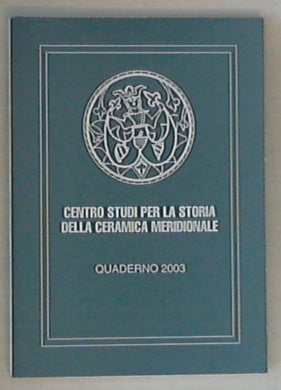 CENTRO STUDI PER LA STORIA
DELLA CERAMICA MERIDIONALE
QUADERNO 2003